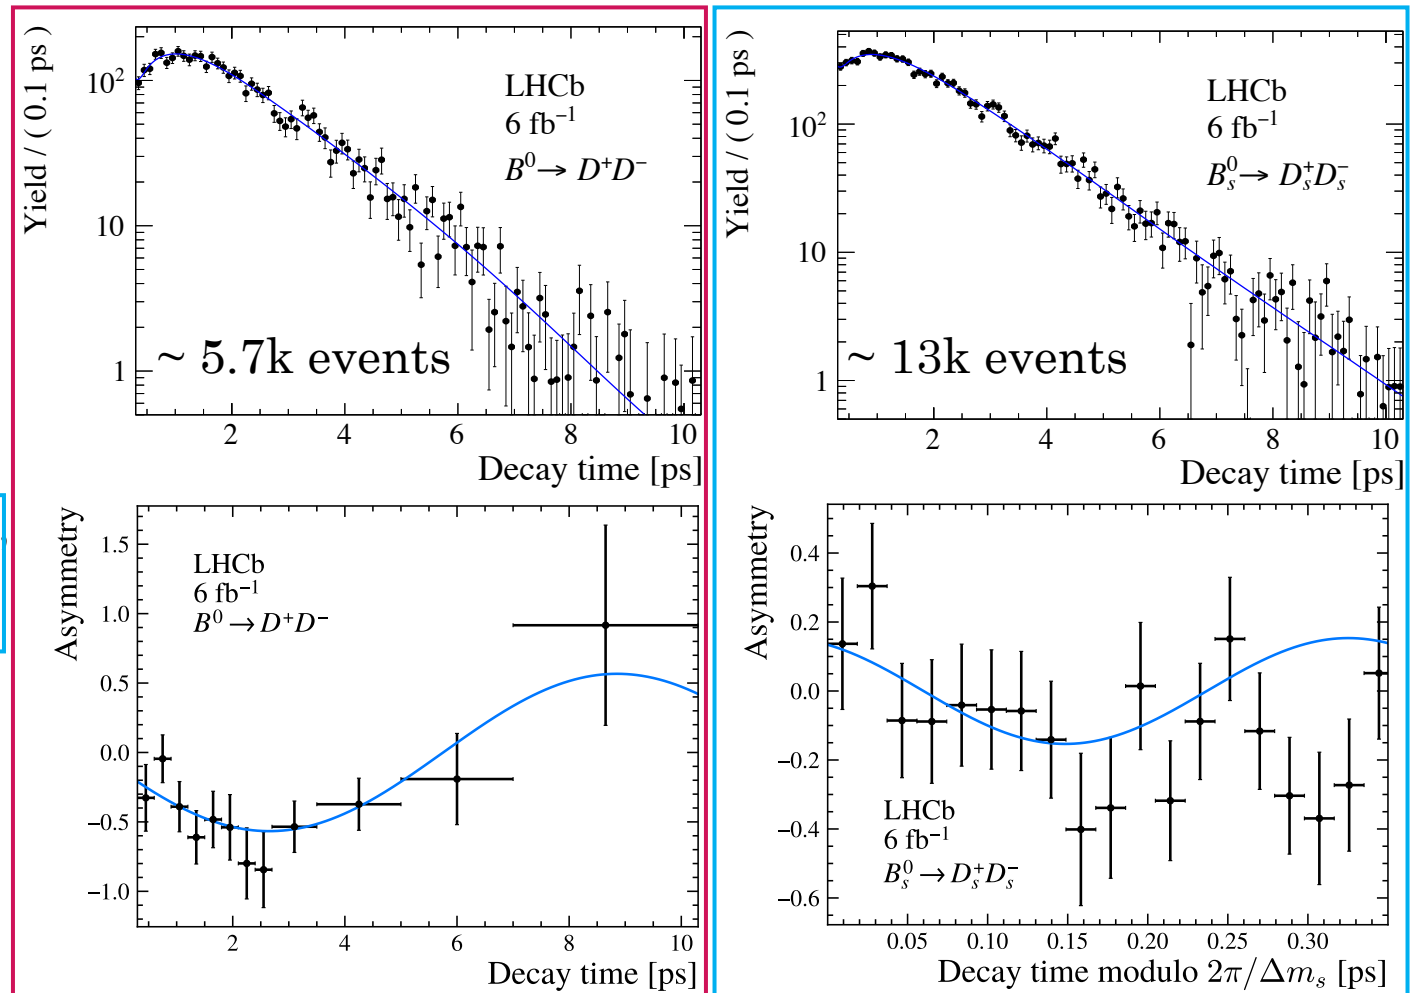 Yield / ( 0.1 ps )
10²
10
1
LHCb
6 fb⁻¹
B⁰ → D⁺D⁻
~ 5.7k events
2 4 6 8 10
Decay time [ps]
Yield / ( 0.1 ps )
10²
10
1
LHCb
6 fb⁻¹
B⁰ₛ → D⁺ₛD⁻ₛ
~ 13k events
2 4 6 8 10
Decay time [ps]
Asymmetry
1.5
1.0
0.5
0.0
−0.5
−1.0
LHCb
6 fb⁻¹
B⁰ → D⁺D⁻
2 4 6 8 10
Decay time [ps]
Asymmetry
0.4
0.2
0.0
−0.2
−0.4
−0.6
LHCb
6 fb⁻¹
B⁰ₛ → D⁺ₛD⁻ₛ
0.05 0.10 0.15 0.20 0.25 0.30
Decay time modulo 2π/Δmₛ [ps]